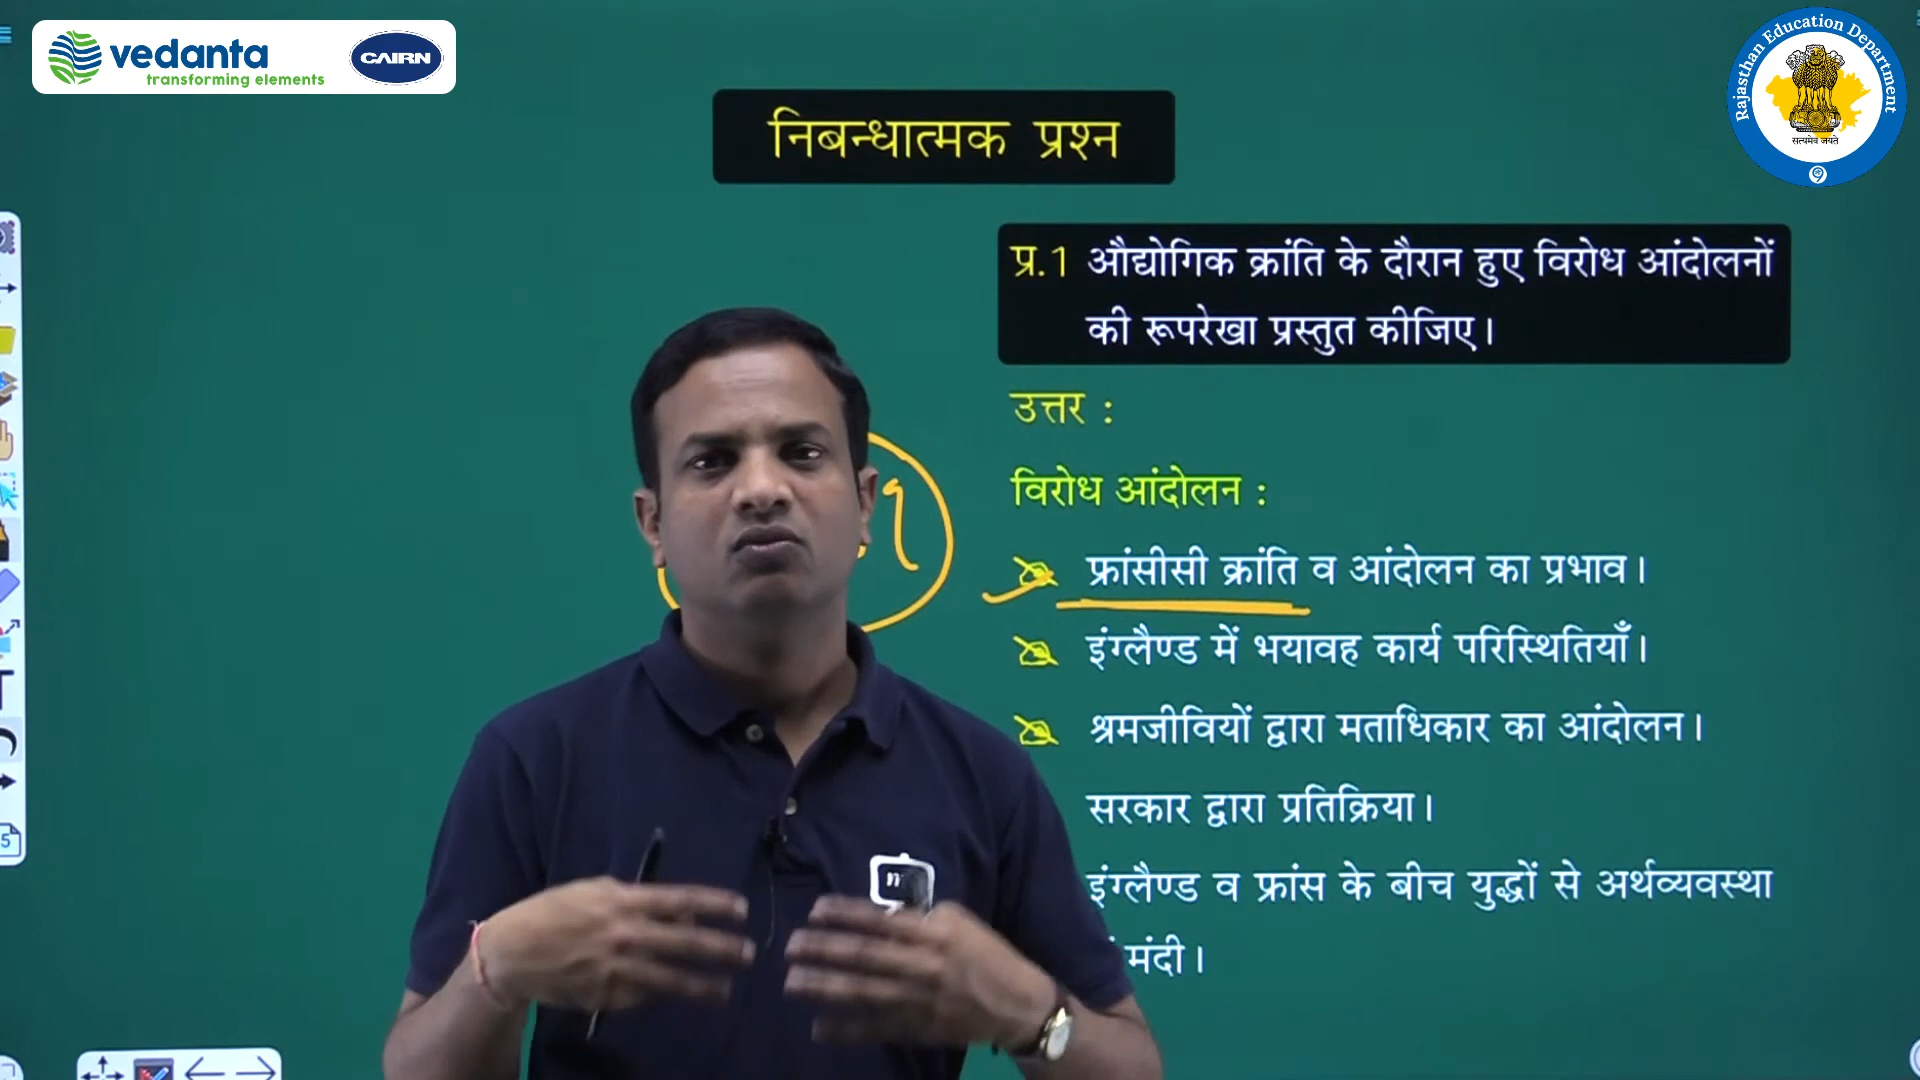 vedanta
transforming elements
CAIRN
Rajasthan Education Department
सत्यमेव जयते
निबन्धात्मक प्रश्न
प्र.1 औद्योगिक क्रांति के दौरान हुए विरोध आंदोलनों
की रूपरेखा प्रस्तुत कीजिए।
उत्तर :
विरोध आंदोलन :
फ्रांसीसी क्रांति व आंदोलन का प्रभाव।
इंग्लैण्ड में भयावह कार्य परिस्थितियाँ।
श्रमजीवियों द्वारा मताधिकार का आंदोलन।
सरकार द्वारा प्रतिक्रिया।
इंग्लैण्ड व फ्रांस के बीच युद्धों से अर्थव्यवस्था
मंदी।